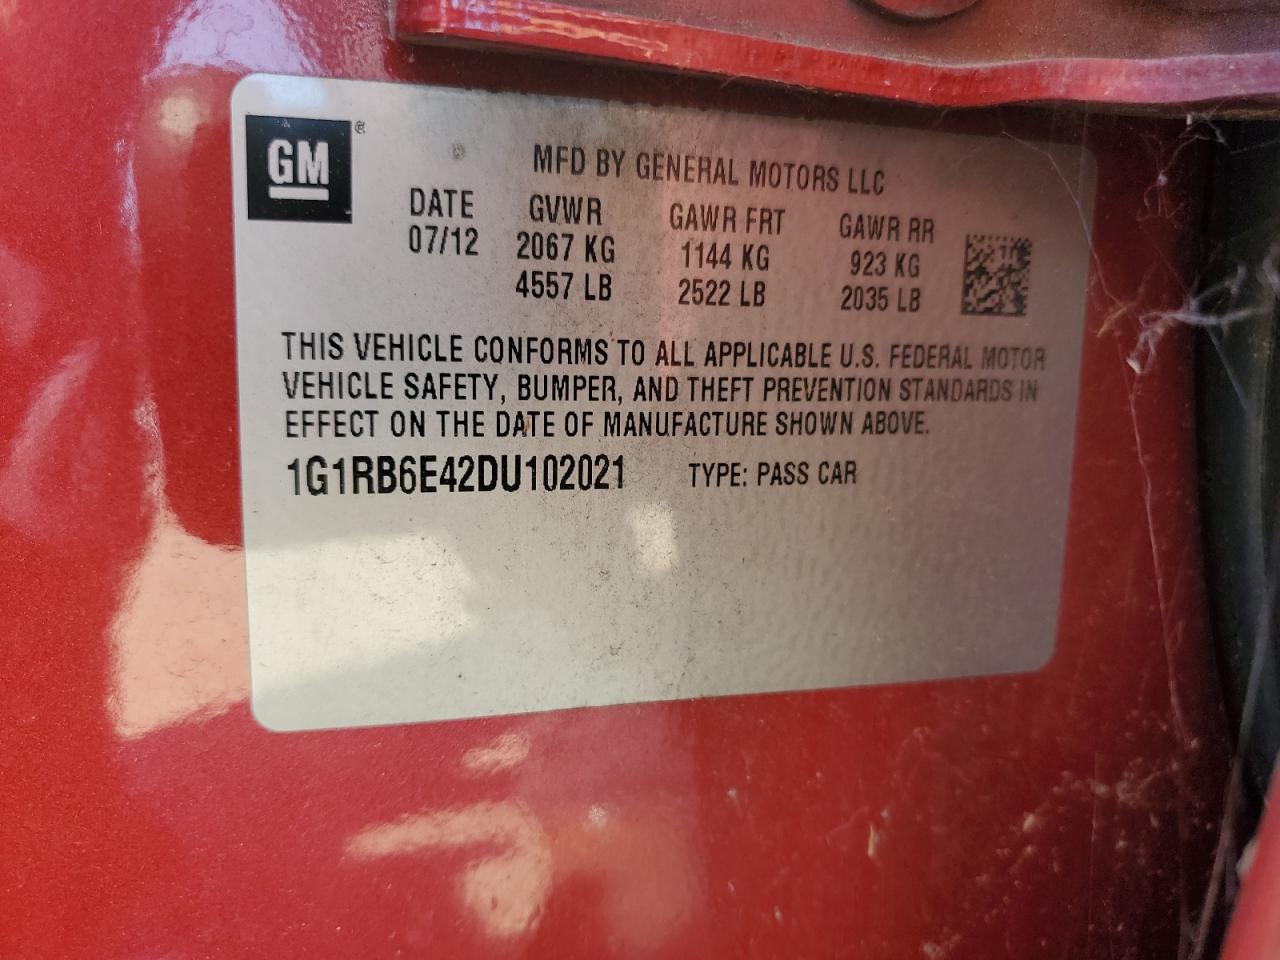 GM ®
MFD BY GENERAL MOTORS LLC
DATE GVWR GAWR FRT GAWR RR
07/12 2067 KG 1144 KG 923 KG
4557 LB 2522 LB 2035 LB
THIS VEHICLE CONFORMS TO ALL APPLICABLE U.S. FEDERAL MOTOR
VEHICLE SAFETY, BUMPER, AND THEFT PREVENTION STANDARDS IN
EFFECT ON THE DATE OF MANUFACTURE SHOWN ABOVE.
1G1RB6E42DU102021 TYPE: PASS CAR